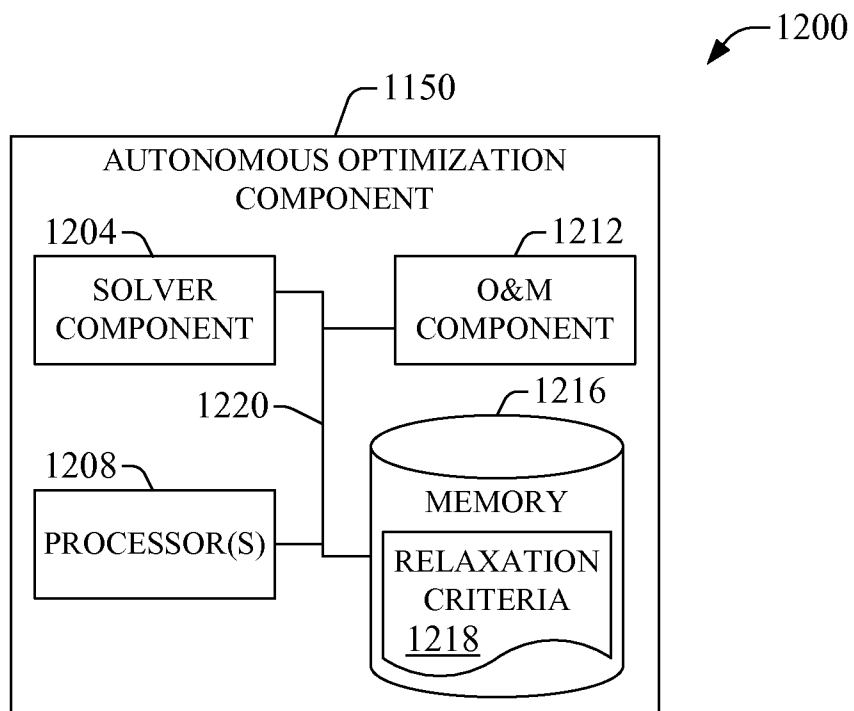 1200
1150
AUTONOMOUS OPTIMIZATION
COMPONENT
1204
1212
SOLVER
COMPONENT
O&M
COMPONENT
1220
1216
1208
PROCESSOR(S)
MEMORY
RELAXATION
CRITERIA
1218